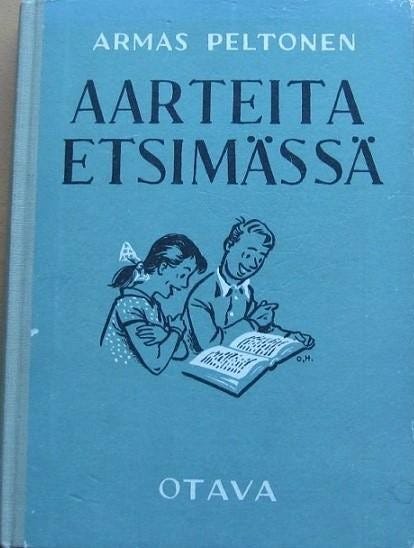 ARMAS PELTONEN
AARTEITA
ETSIMÄSSÄ
O.H.
OTAVA